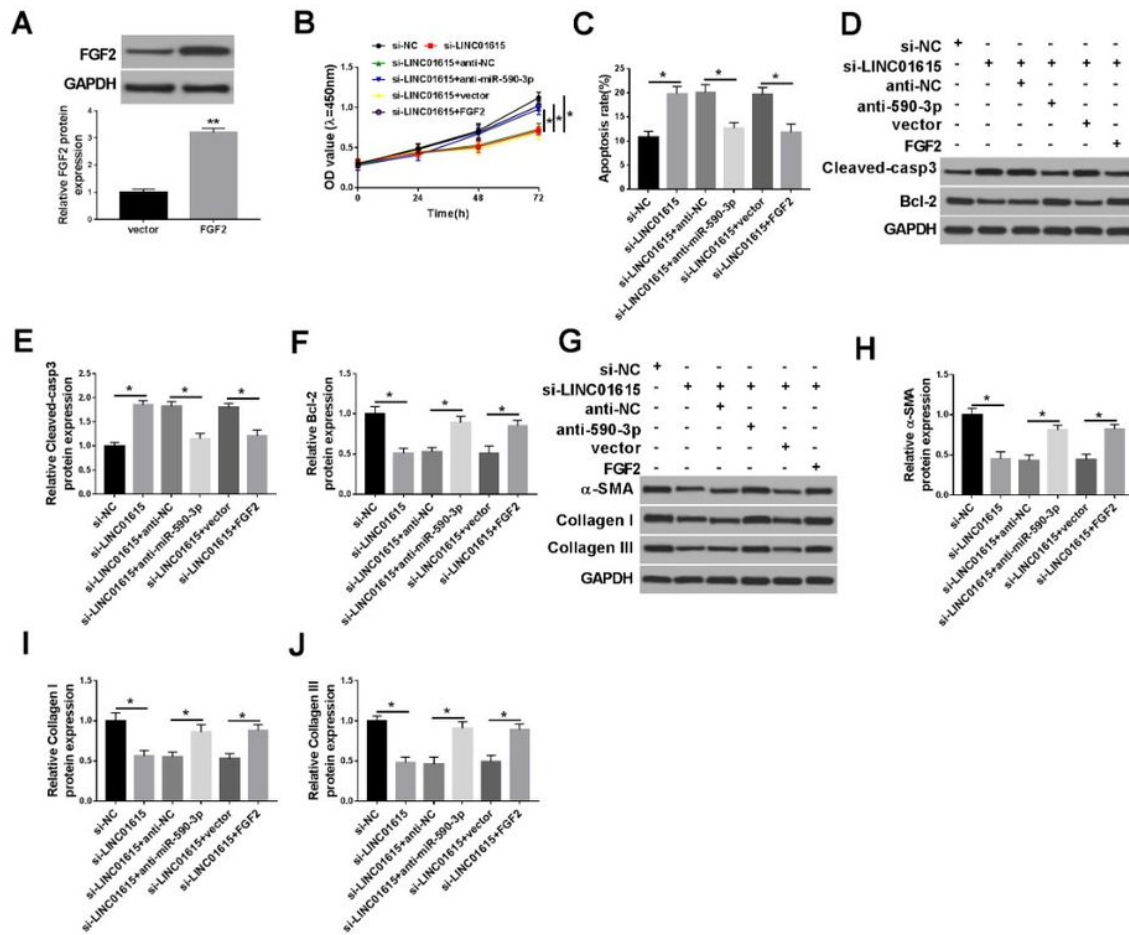 A
FGF2
GAPDH
Relative FGF2 protein
expression
4
3
2
1
0
**
vector
FGF2
B
si-NC
si-LINC01615
si-LINC01615+anti-NC
si-LINC01615+anti-miR-590-3p
si-LINC01615+vector
si-LINC01615+FGF2
OD value (λ=450nm)
1.5
1.0
0.5
0.0
0
24
48
72
Time(h)
* * *
C
Apoptosis rate(%)
25
20
15
10
5
0
* * *
si-NC
si-LINC01615
si-LINC01615+anti-NC
si-LINC01615+anti-miR-590-3p
si-LINC01615+vector
si-LINC01615+FGF2
D
si-NC + - - - - -
si-LINC01615 - + + + + +
anti-NC - - + - - -
anti-590-3p - - - + - -
vector - - - - + -
FGF2 - - - - - +
Cleaved-casp3
Bcl-2
GAPDH
E
Relative Cleaved-casp3
protein expression
2.5
2.0
1.5
1.0
0.5
0.0
* * *
si-NC
si-LINC01615
si-LINC01615+anti-NC
si-LINC01615+anti-miR-590-3p
si-LINC01615+vector
si-LINC01615+FGF2
F
Relative Bcl-2
protein expression
1.5
1.0
0.5
0.0
* * *
si-NC
si-LINC01615
si-LINC01615+anti-NC
si-LINC01615+anti-miR-590-3p
si-LINC01615+vector
si-LINC01615+FGF2
G
si-NC + - - - - -
si-LINC01615 - + + + + +
anti-NC - - + - - -
anti-590-3p - - - + - -
vector - - - - + -
FGF2 - - - - - +
α-SMA
Collagen I
Collagen III
GAPDH
H
Relative α-SMA
protein expression
1.5
1.0
0.5
0.0
* * *
si-NC
si-LINC01615
si-LINC01615+anti-NC
si-LINC01615+anti-miR-590-3p
si-LINC01615+vector
si-LINC01615+FGF2
I
Relative Collagen I
protein expression
1.5
1.0
0.5
0.0
* * *
si-NC
si-LINC01615
si-LINC01615+anti-NC
si-LINC01615+anti-miR-590-3p
si-LINC01615+vector
si-LINC01615+FGF2
J
Relative Collagen III
protein expression
1.5
1.0
0.5
0.0
* * *
si-NC
si-LINC01615
si-LINC01615+anti-NC
si-LINC01615+anti-miR-590-3p
si-LINC01615+vector
si-LINC01615+FGF2